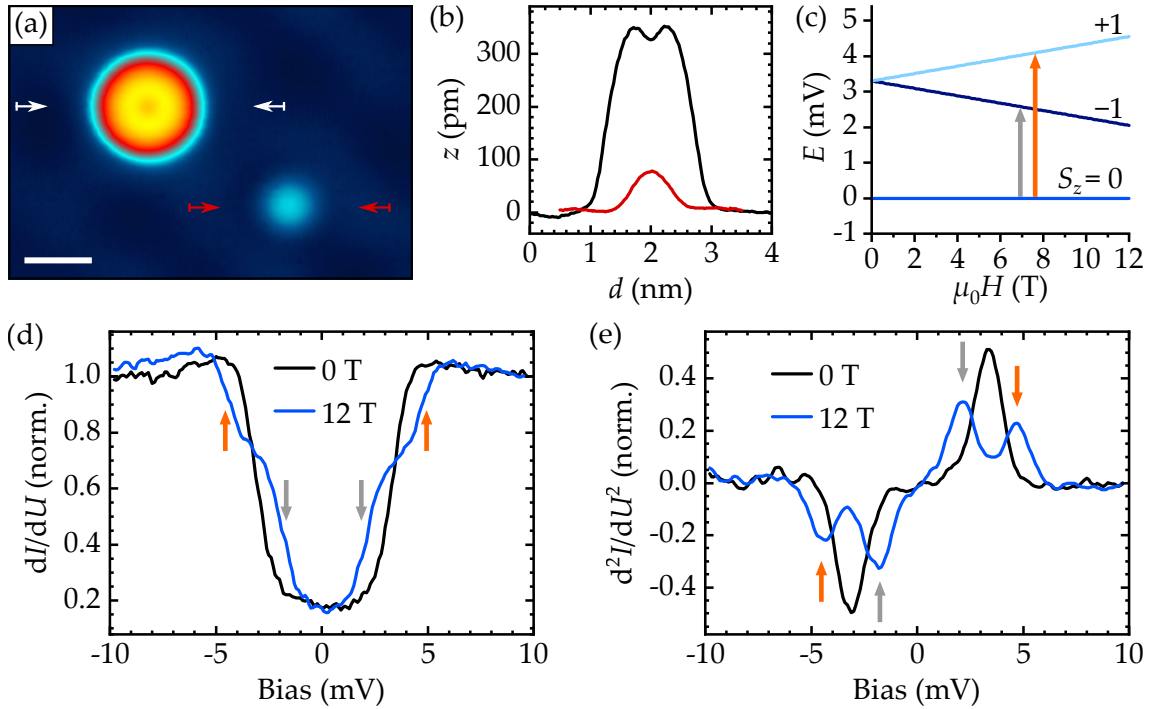 (a)
(b)
z (pm)
300
200
100
0
0 1 2 3 4
d (nm)
(c)
E (mV)
5
4
3
2
1
0
-1
+1
−1
S_z = 0
0 2 4 6 8 10 12
μ₀H (T)
(d)
dI/dU (norm.)
1.0
0.8
0.6
0.4
0.2
0 T
12 T
-10 -5 0 5 10
Bias (mV)
(e)
d²I/dU² (norm.)
0.4
0.2
0.0
-0.2
-0.4
0 T
12 T
-10 -5 0 5 10
Bias (mV)